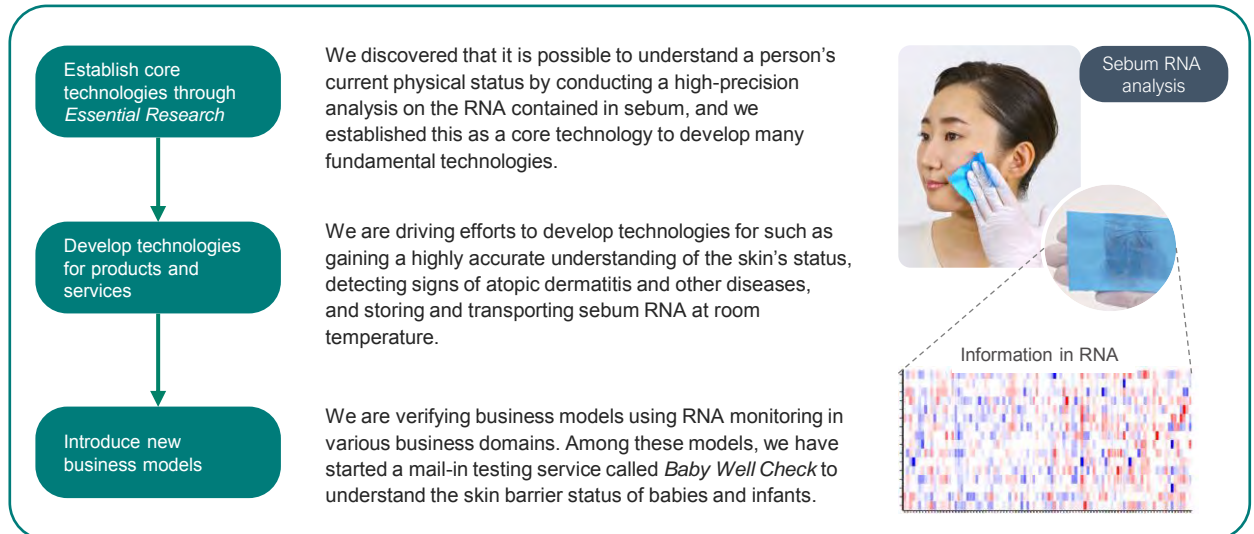 Establish core
technologies through
Essential Research
We discovered that it is possible to understand a person's
current physical status by conducting a high-precision
analysis on the RNA contained in sebum, and we
established this as a core technology to develop many
fundamental technologies.
Sebum RNA
analysis
Develop technologies
for products and
services
We are driving efforts to develop technologies for such as
gaining a highly accurate understanding of the skin's status,
detecting signs of atopic dermatitis and other diseases,
and storing and transporting sebum RNA at room
temperature.
Information in RNA
Introduce new
business models
We are verifying business models using RNA monitoring in
various business domains. Among these models, we have
started a mail-in testing service called Baby Well Check to
understand the skin barrier status of babies and infants.